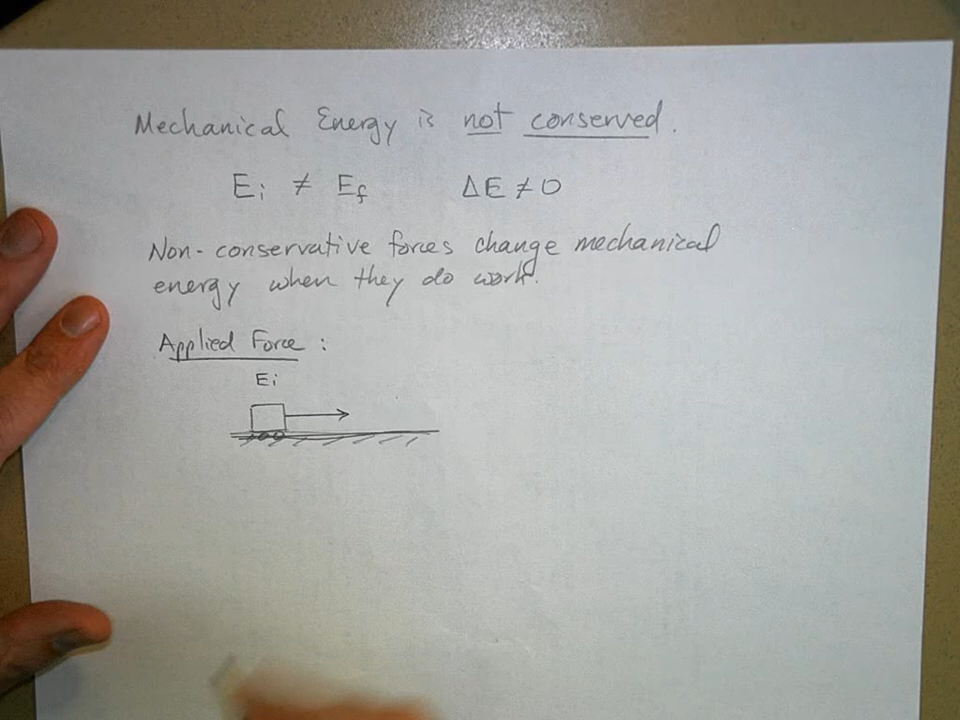 Mechanical Energy is not conserved.
Ei ≠ Ef ΔE ≠ 0
Non-conservative forces change mechanical
energy when they do work.
Applied Force :
Ei